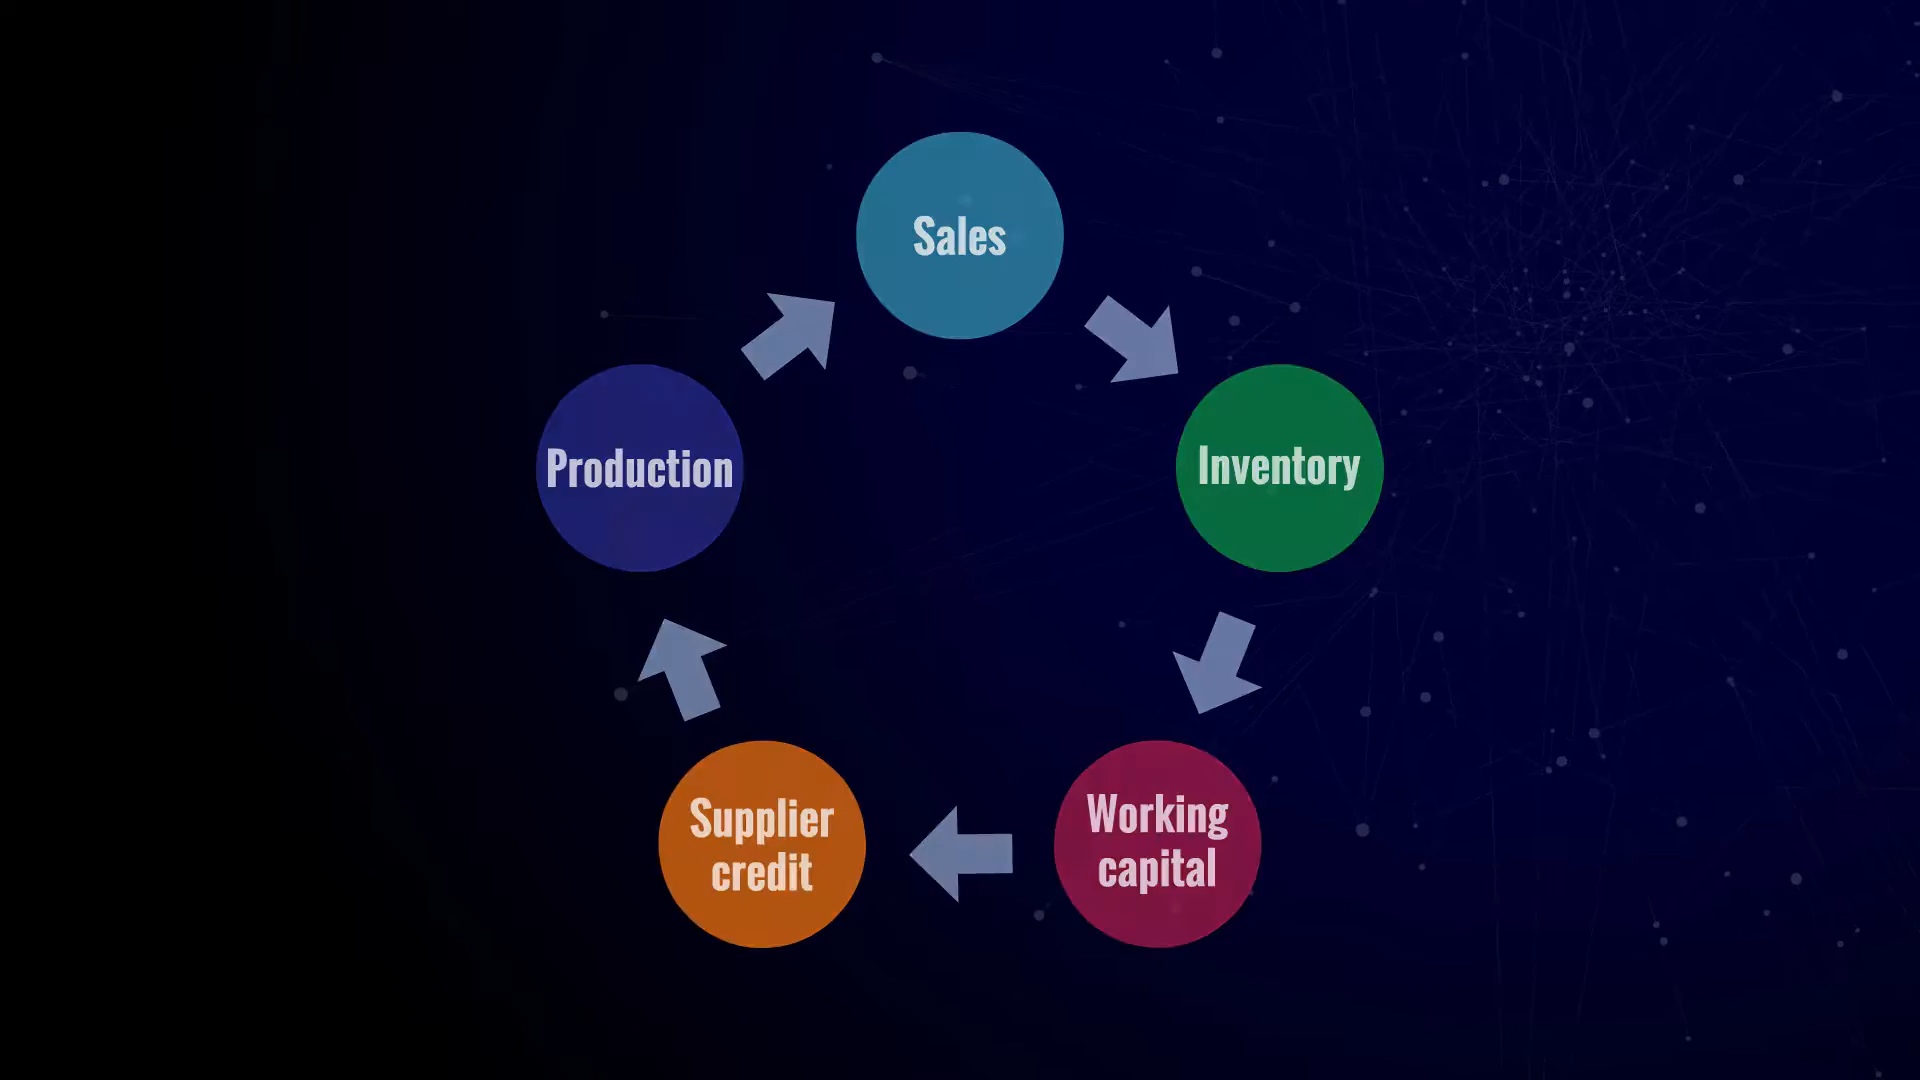 Sales
Production
Inventory
Supplier
credit
Working
capital